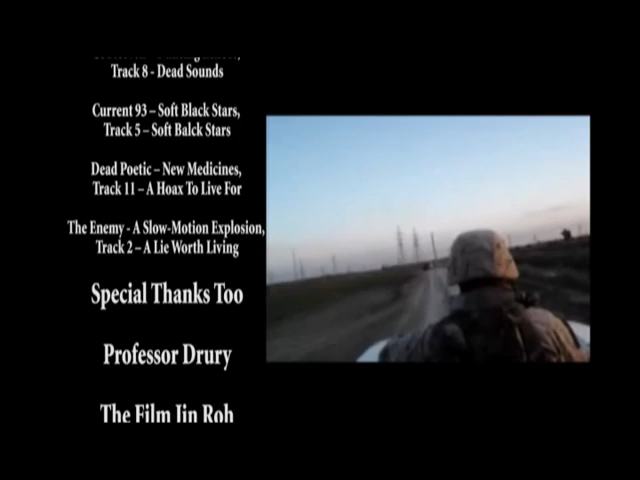 Track 8 - Dead Sounds
Current 93 – Soft Black Stars,
Track 5 – Soft Balck Stars
Dead Poetic – New Medicines,
Track 11 – A Hoax To Live For
The Enemy - A Slow-Motion Explosion,
Track 2 – A Lie Worth Living
Special Thanks Too
Professor Drury
The Film Jin Roh